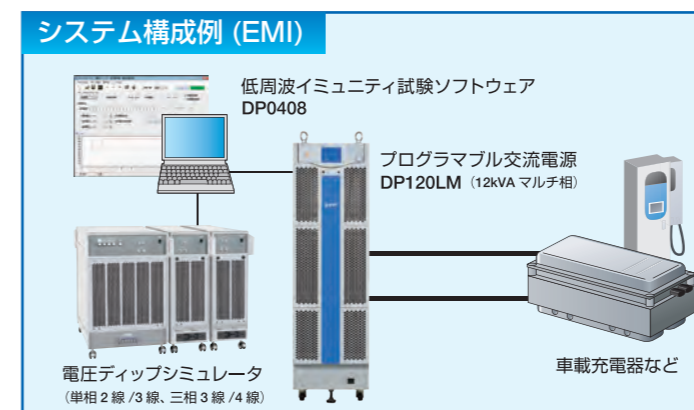 システム構成例 (EMI)
低周波イミュニティ試験ソフトウェア
DP0408
プログラマブル交流電源
DP120LM（12kVA マルチ相）
車載充電器など
電圧ディップシミュレータ
（単相 2 線 /3 線、三相 3 線 /4 線）